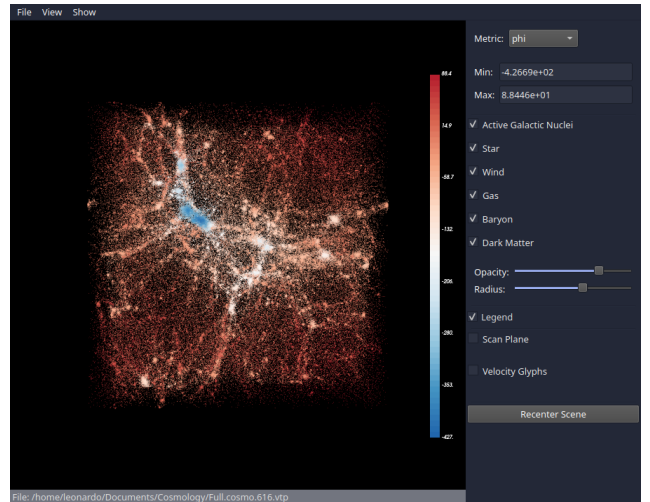 File View Show
Metric: phi
Min: -4.2669e+02
Max: 8.8446e+01
Active Galactic Nuclei
Star
Wind
Gas
Baryon
Dark Matter
Opacity:
Radius:
Legend
Scan Plane
Velocity Glyphs
Recenter Scene
88.4
14.9
-58.7
-132.
-206.
-280.
-353.
-427.
File: /home/leonardo/Documents/Cosmology/Full.cosmo.616.vtp